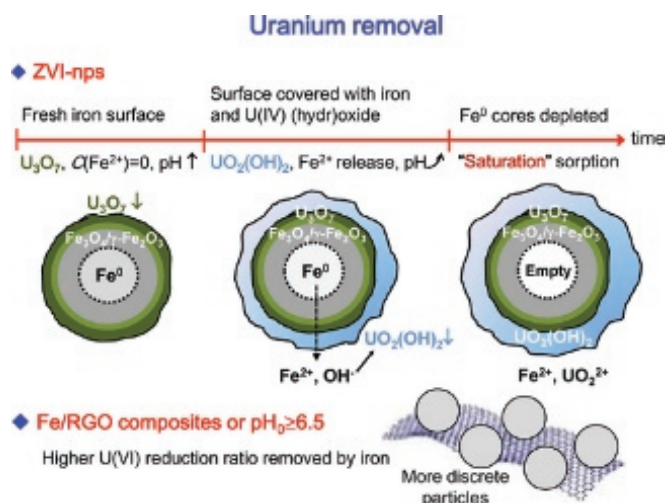 Uranium removal
◆ ZVI-nps
Fresh iron surface
Surface covered with iron
and U(IV) (hydr)oxide
Fe⁰ cores depleted
time
U₃O₇, C(Fe²⁺)=0, pH ↑
UO₂(OH)₂, Fe²⁺ release, pH ↗
"Saturation" sorption
U₃O₇ ↓
Fe₃O₄/γ-Fe₂O₃
Fe⁰
U₃O₇
Fe₃O₄/γ-Fe₂O₃
Fe⁰
UO₂(OH)₂ ↓
Fe²⁺, OH⁻
U₃O₇
Fe₃O₄/γ-Fe₂O₃
Empty
UO₂(OH)₂
Fe²⁺, UO₂²⁺
◆ Fe/RGO composites or pH₀≥6.5
Higher U(VI) reduction ratio removed by iron
More discrete
particles